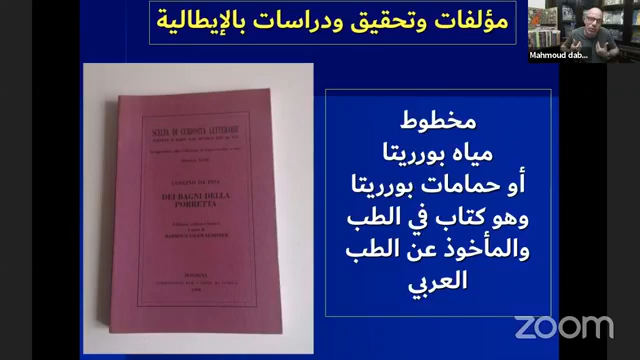 مؤلفات وتحقيق ودراسات بالإيطالية
Mahmoud dab...
SCELTA DI CURIOSITÀ LETTERARIE
DEI BAGNI DELLA
PORRETTA
BOLOGNA
مخطوط
مياه بورريتا
أو حمامات بورريتا
وهو كتاب في الطب
والمأخوذ عن الطب
العربي
zoom